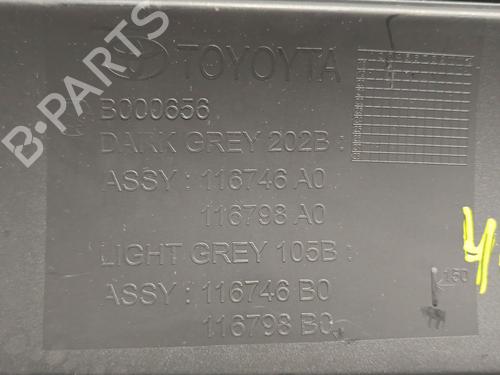 TOYOYTA
B000656
DARK GREY 202B :
ASSY : 116746 A0
116798 A0
LIGHT GREY 105B :
ASSY : 116746 B0
116798 B0
150
B-PARTS